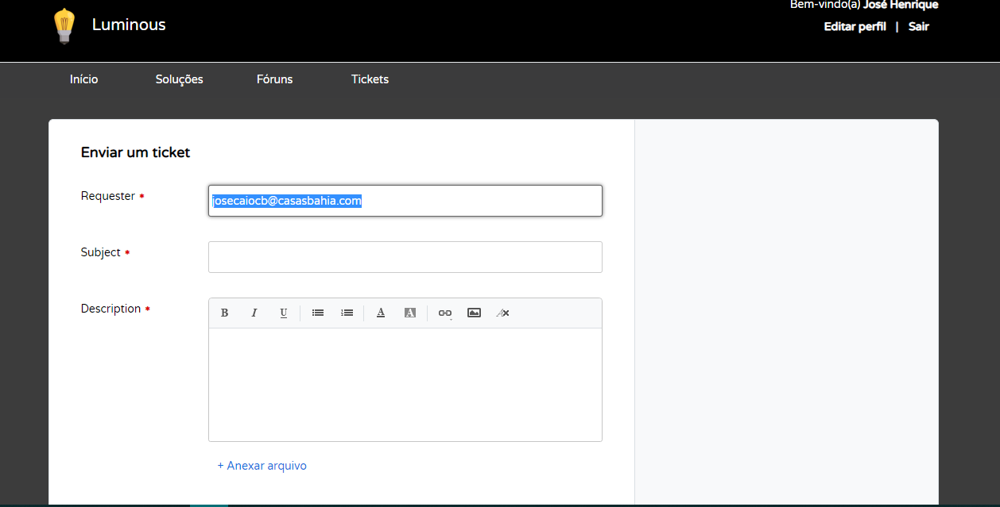 Luminous
Bem-vindo(a) José Henrique
Editar perfil | Sair
Início Soluções Fóruns Tickets
Enviar um ticket
Requester *
josecaiocb@casasbahia.com
Subject *
Description *
B I U A A
+ Anexar arquivo